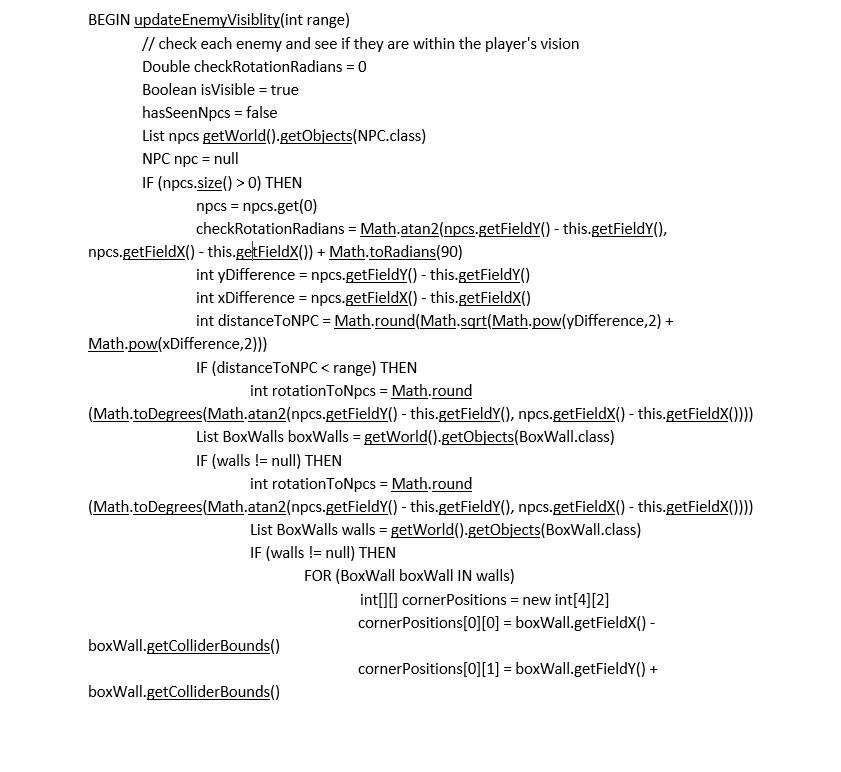 BEGIN updateEnemyVisiblity(int range)
// check each enemy and see if they are within the player's vision
Double checkRotationRadians = 0
Boolean isVisible = true
hasSeenNpcs = false
List npcs getWorld().getObjects(NPC.class)
NPC npc = null
IF (npcs.size() > 0) THEN
npcs = npcs.get(0)
checkRotationRadians = Math.atan2(npcs.getFieldY() - this.getFieldY(),
npcs.getFieldX() - this.getFieldX()) + Math.toRadians(90)
int yDifference = npcs.getFieldY() - this.getFieldY()
int xDifference = npcs.getFieldX() - this.getFieldX()
int distanceToNPC = Math.round(Math.sqrt(Math.pow(yDifference,2) +
Math.pow(xDifference,2)))
IF (distanceToNPC < range) THEN
int rotationToNpcs = Math.round
(Math.toDegrees(Math.atan2(npcs.getFieldY() - this.getFieldY(), npcs.getFieldX() - this.getFieldX())))
List BoxWalls boxWalls = getWorld().getObjects(BoxWall.class)
IF (walls != null) THEN
int rotationToNpcs = Math.round
(Math.toDegrees(Math.atan2(npcs.getFieldY() - this.getFieldY(), npcs.getFieldX() - this.getFieldX())))
List BoxWalls walls = getWorld().getObjects(BoxWall.class)
IF (walls != null) THEN
FOR (BoxWall boxWall IN walls)
int[][] cornerPositions = new int[4][2]
cornerPositions[0][0] = boxWall.getFieldX() -
boxWall.getColliderBounds()
cornerPositions[0][1] = boxWall.getFieldY() +
boxWall.getColliderBounds()